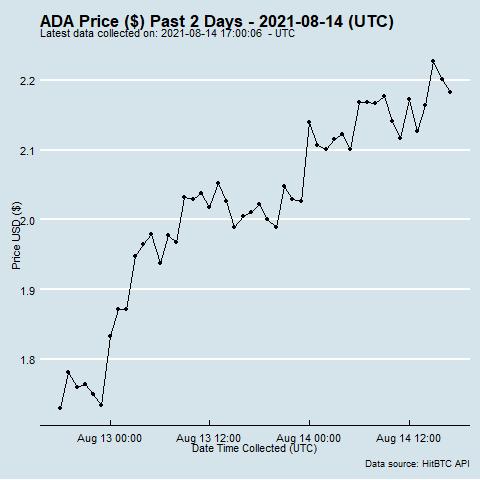 ADA Price ($) Past 2 Days - 2021-08-14 (UTC)
Latest data collected on: 2021-08-14 17:00:06 - UTC
Price USD ($)
2.2
2.1
2.0
1.9
1.8
Aug 13 00:00 Aug 13 12:00 Aug 14 00:00 Aug 14 12:00
Date Time Collected (UTC)
Data source: HitBTC API